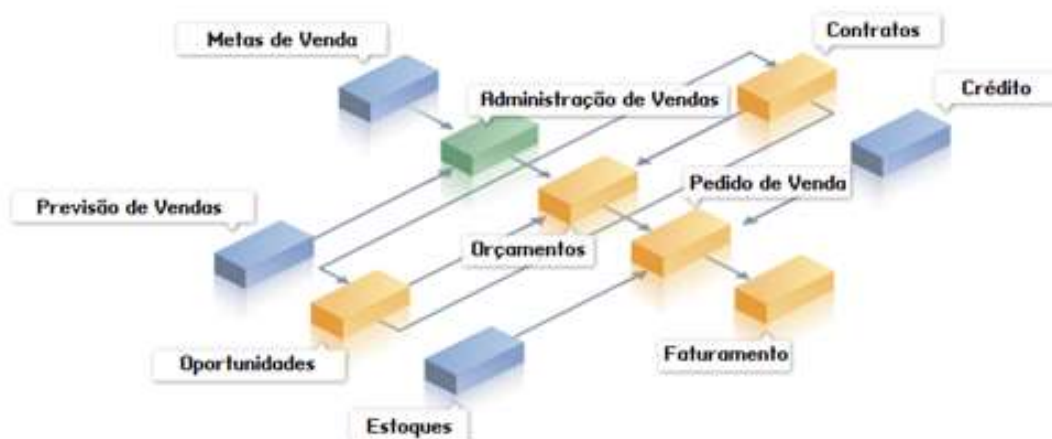 Metas de Venda
Contratos
Crédito
Administração de Vendas
Pedido de Venda
Previsão de Vendas
Orçamentos
Oportunidades
Faturamento
Estoques